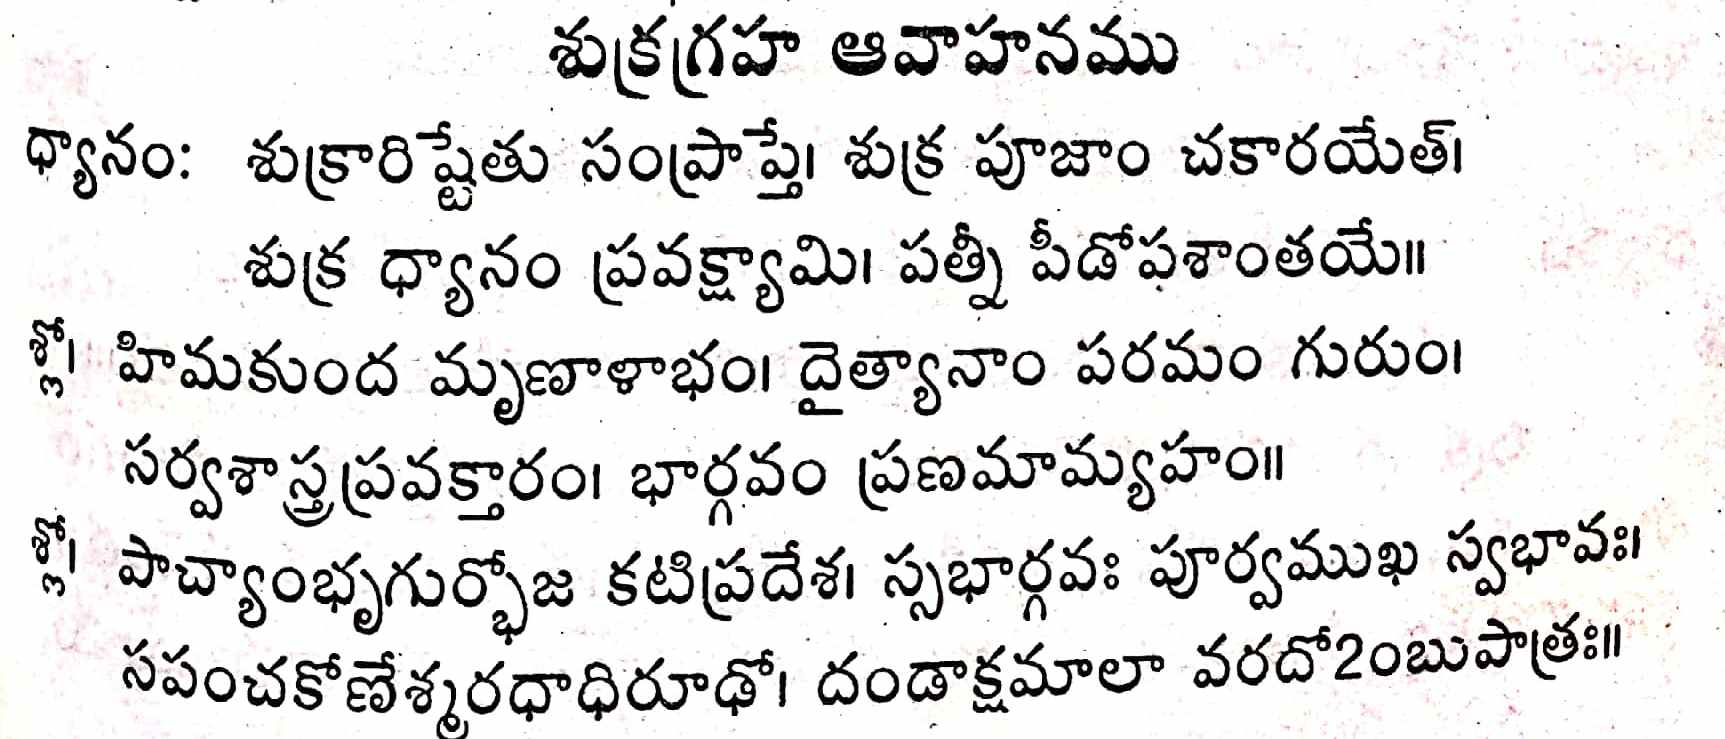 శుక్రగ్రహ ఆవాహనము
ధ్యానం: శుక్రారిష్టేతు సంప్రాప్తే। శుక్ర పూజాం చకారయేత్।
శుక్ర ధ్యానం ప్రవక్ష్యామి। పత్నీ పీడోపశాంతయే॥
శ్లో। హిమకుంద మృణాళాభం। దైత్యానాం పరమం గురుం।
సర్వశాస్త్రప్రవక్తారం। భార్గవం ప్రణమామ్యహం॥
శ్లో। పాచ్యాంభృగుర్భోజ కటిప్రదేశ। స్సభార్గవః పూర్వముఖ స్వభావః।
సపంచకోణేశ్మరధాధిరూఢో। దండాక్షమాలా వరదో2ంబుపాత్రః॥